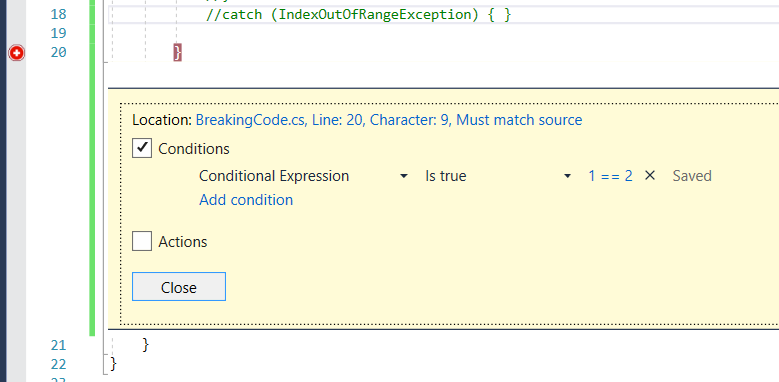 18 //catch (IndexOutOfRangeException) { }
19
20 }
Location: BreakingCode.cs, Line: 20, Character: 9, Must match source
Conditions
Conditional Expression Is true 1 == 2 Saved
Add condition
Actions
Close
21 }
22 }